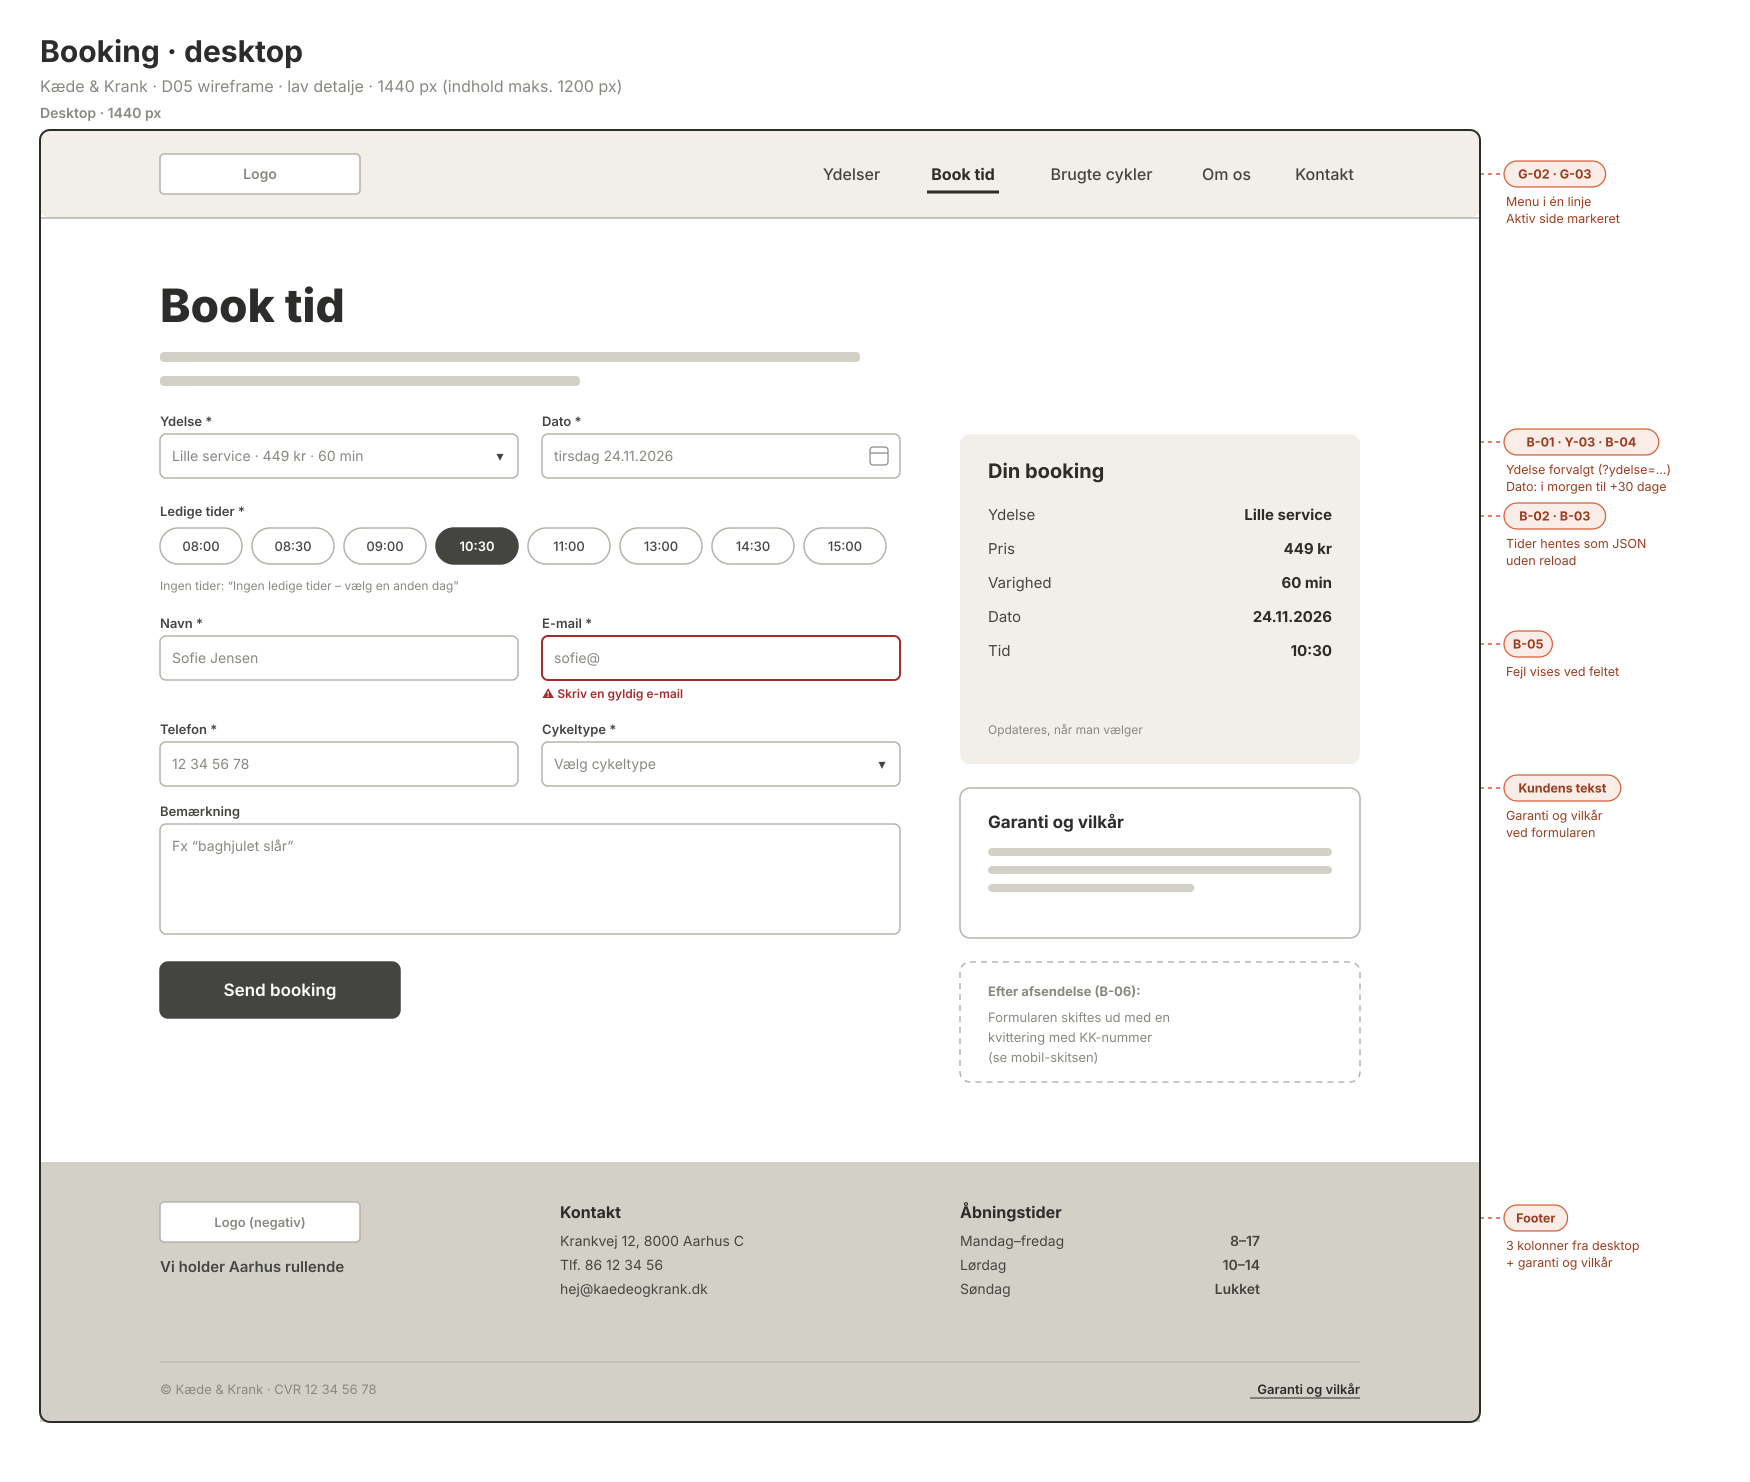 Booking · desktop
Kæde & Krank · D05 wireframe · lav detalje · 1440 px (indhold maks. 1200 px)
Desktop · 1440 px
Logo
Ydelser
Book tid
Brugte cykler
Om os
Kontakt
G-02 · G-03
Menu i én linje
Aktiv side markeret
Book tid
Ydelse *
Lille service · 449 kr · 60 min
Dato *
tirsdag 24.11.2026
Ledige tider *
08:00
08:30
09:00
10:30
11:00
13:00
14:30
15:00
Ingen tider: “Ingen ledige tider – vælg en anden dag”
Navn *
Sofie Jensen
E-mail *
sofie@
⚠ Skriv en gyldig e-mail
Telefon *
12 34 56 78
Cykeltype *
Vælg cykeltype
Bemærkning
Fx “baghjulet slår”
Send booking
Din booking
Ydelse Lille service
Pris 449 kr
Varighed 60 min
Dato 24.11.2026
Tid 10:30
Opdateres, når man vælger
Garanti og vilkår
Efter afsendelse (B-06):
Formularen skiftes ud med en
kvittering med KK-nummer
(se mobil-skitsen)
B-01 · Y-03 · B-04
Ydelse forvalgt (?ydelse=...)
Dato: i morgen til +30 dage
B-02 · B-03
Tider hentes som JSON
uden reload
B-05
Fejl vises ved feltet
Kundens tekst
Garanti og vilkår
ved formularen
Logo (negativ)
Vi holder Aarhus rullende
Kontakt
Krankvej 12, 8000 Aarhus C
Tlf. 86 12 34 56
hej@kaedeogkrank.dk
Åbningstider
Mandag–fredag 8–17
Lørdag 10–14
Søndag Lukket
Footer
3 kolonner fra desktop
+ garanti og vilkår
© Kæde & Krank · CVR 12 34 56 78
Garanti og vilkår